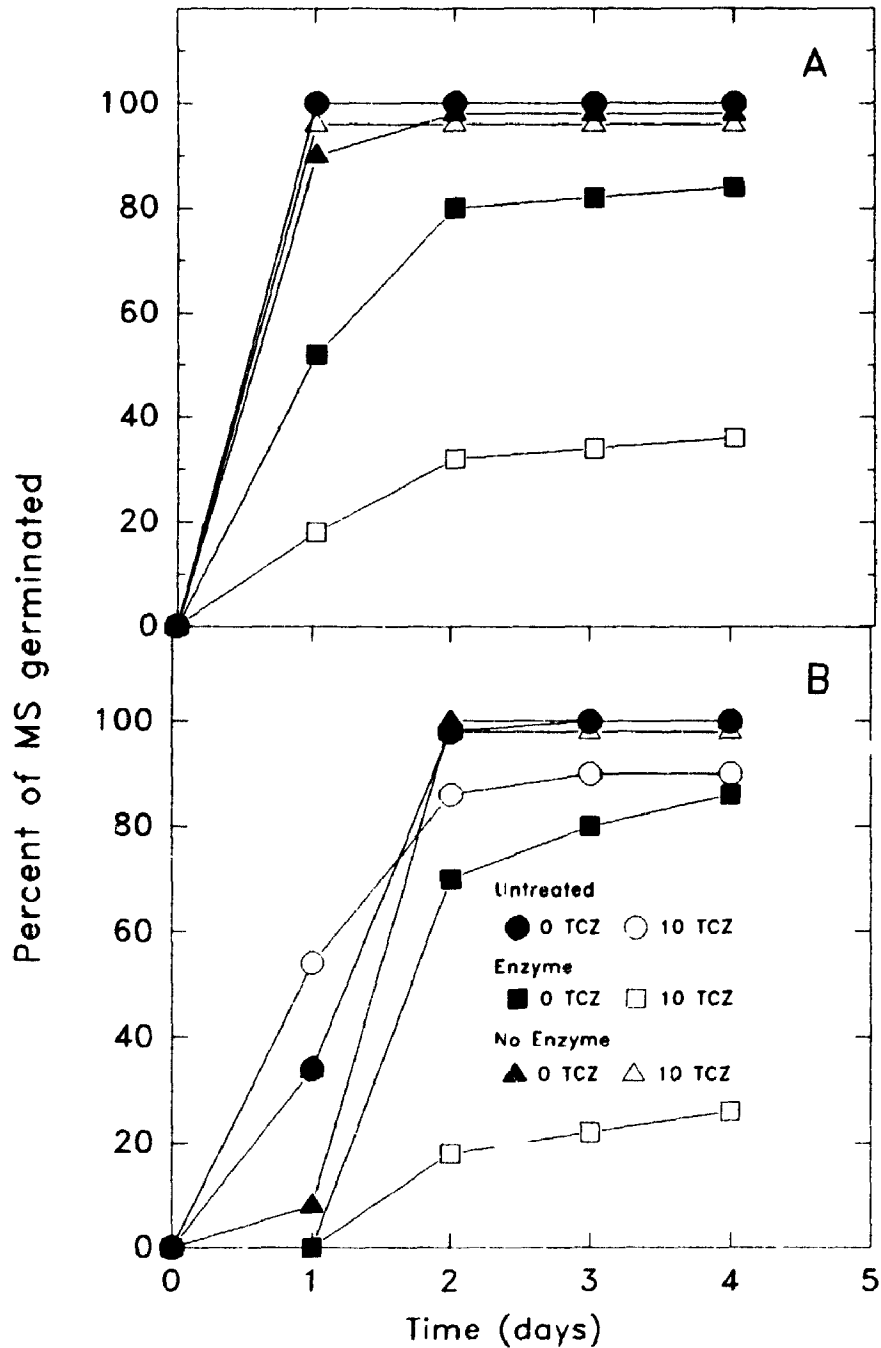 A
100
80
60
40
20
0
B
100
80
60
40
20
0
0 1 2 3 4 5
Percent of MS germinated
Time (days)
Untreated
0 TCZ 10 TCZ
Enzyme
0 TCZ 10 TCZ
No Enzyme
0 TCZ 10 TCZ